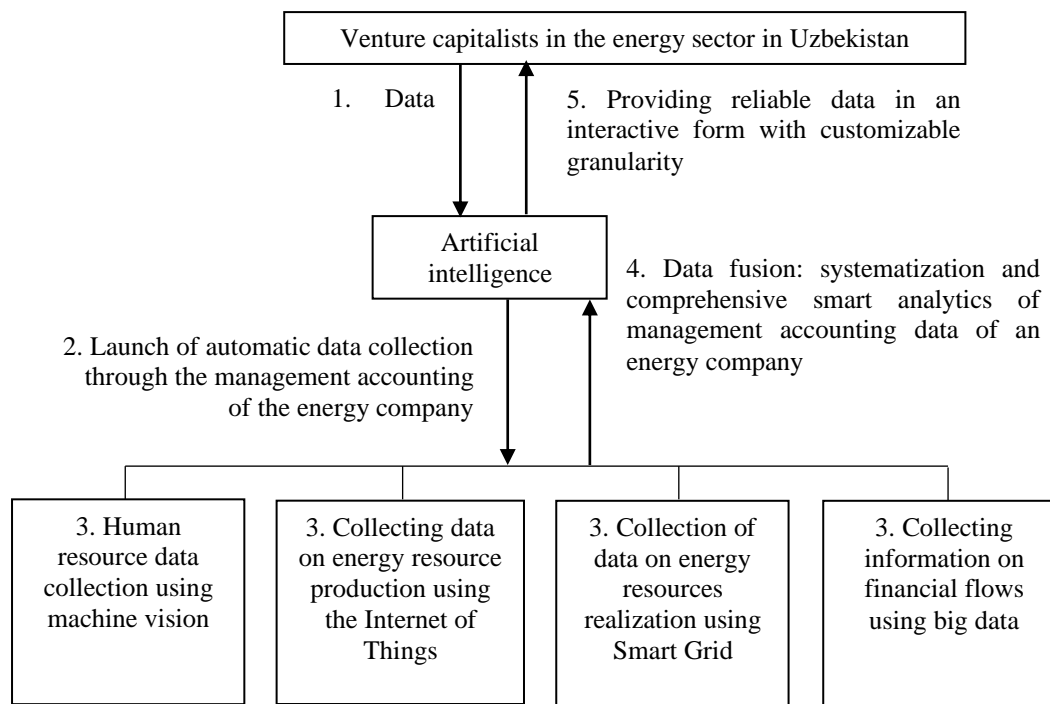 Venture capitalists in the energy sector in Uzbekistan
1. Data
5. Providing reliable data in an
interactive form with customizable
granularity
Artificial
intelligence
4. Data fusion: systematization and
comprehensive smart analytics of
management accounting data of an
energy company
2. Launch of automatic data collection
through the management accounting
of the energy company
3. Human
resource data
collection using
machine vision
3. Collecting data
on energy resource
production using
the Internet of
Things
3. Collection of
data on energy
resources
realization using
Smart Grid
3. Collecting
information on
financial flows
using big data